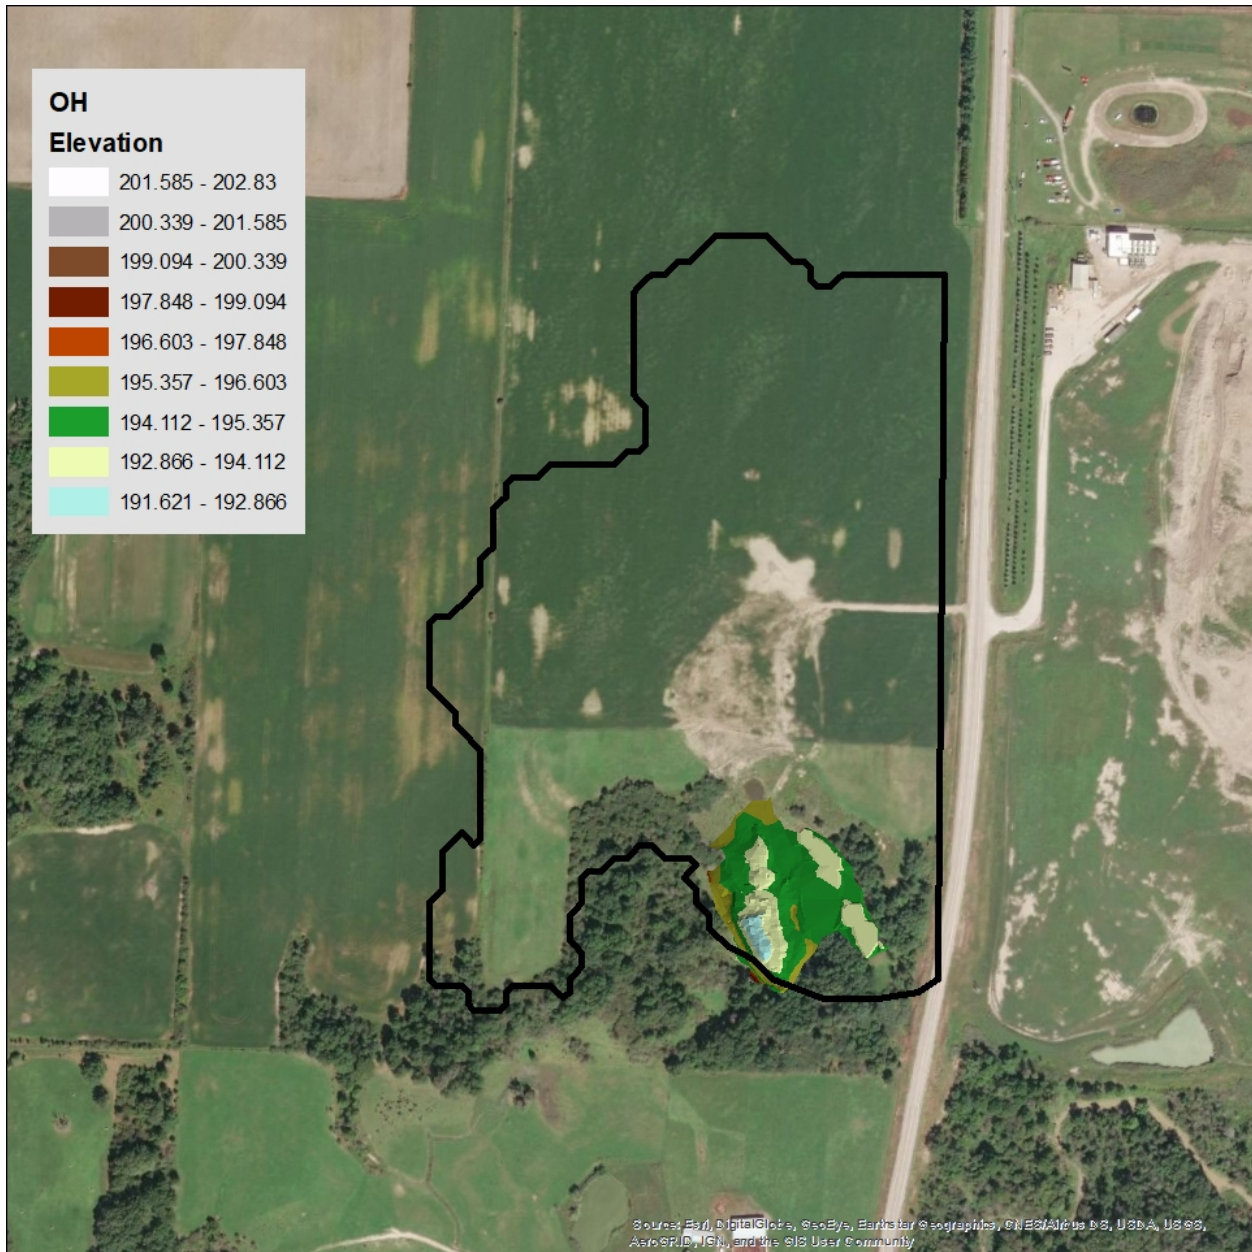 OH
Elevation
201.585 - 202.83
200.339 - 201.585
199.094 - 200.339
197.848 - 199.094
196.603 - 197.848
195.357 - 196.603
194.112 - 195.357
192.866 - 194.112
191.621 - 192.866
Source: Esri, DigitalGlobe, GeoEye, Earthstar Geographics, CNES/Airbus DS, USDA, USGS,
AeroGRID, IGN, and the GIS User Community